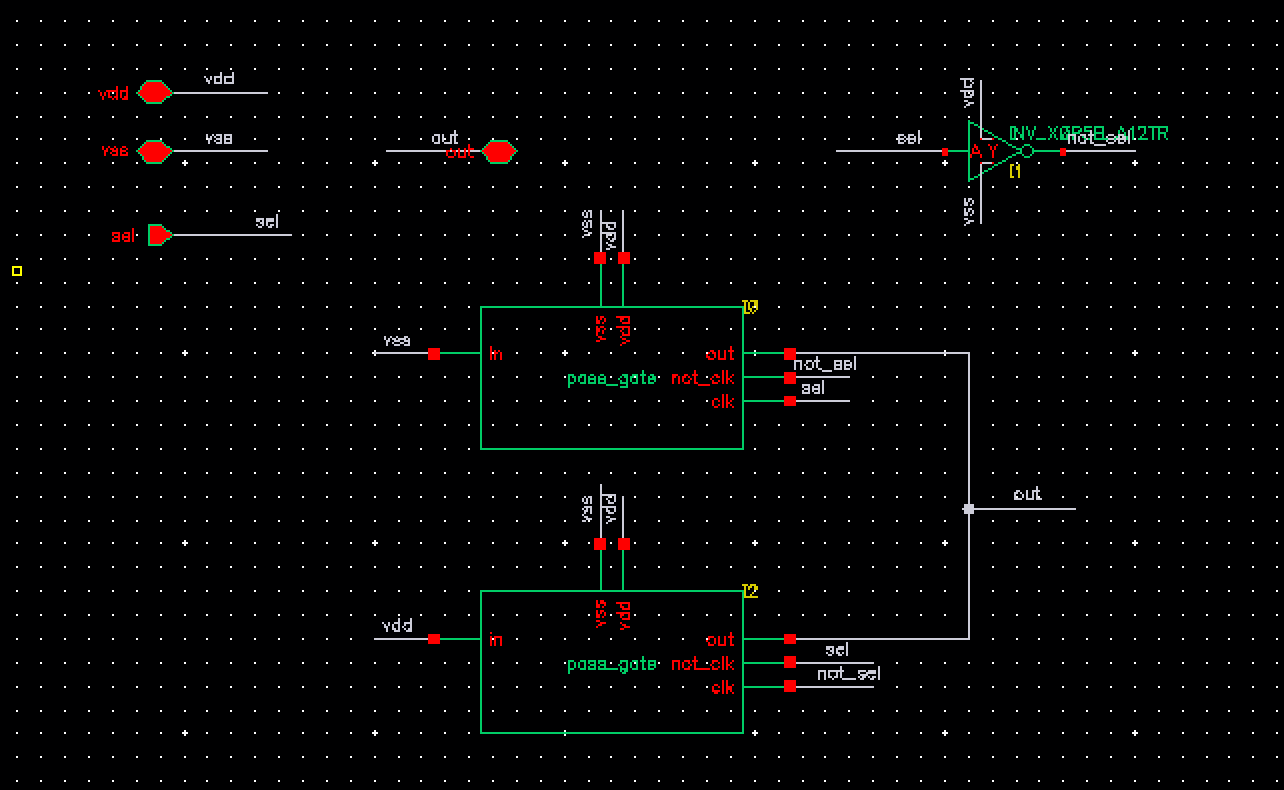 vdd vdd
vss vss
out out
sel sel
sel
vdd
INV_X0P5B_A12TR
not_sel
A Y
I1
vss
vss vdd
I0
vss
in
vss vdd
out
not_sel
pass_gate not_clk
sel
clk
out
vss vdd
I2
vdd
in
vss vdd
out
sel
pass_gate not_clk
not_sel
clk